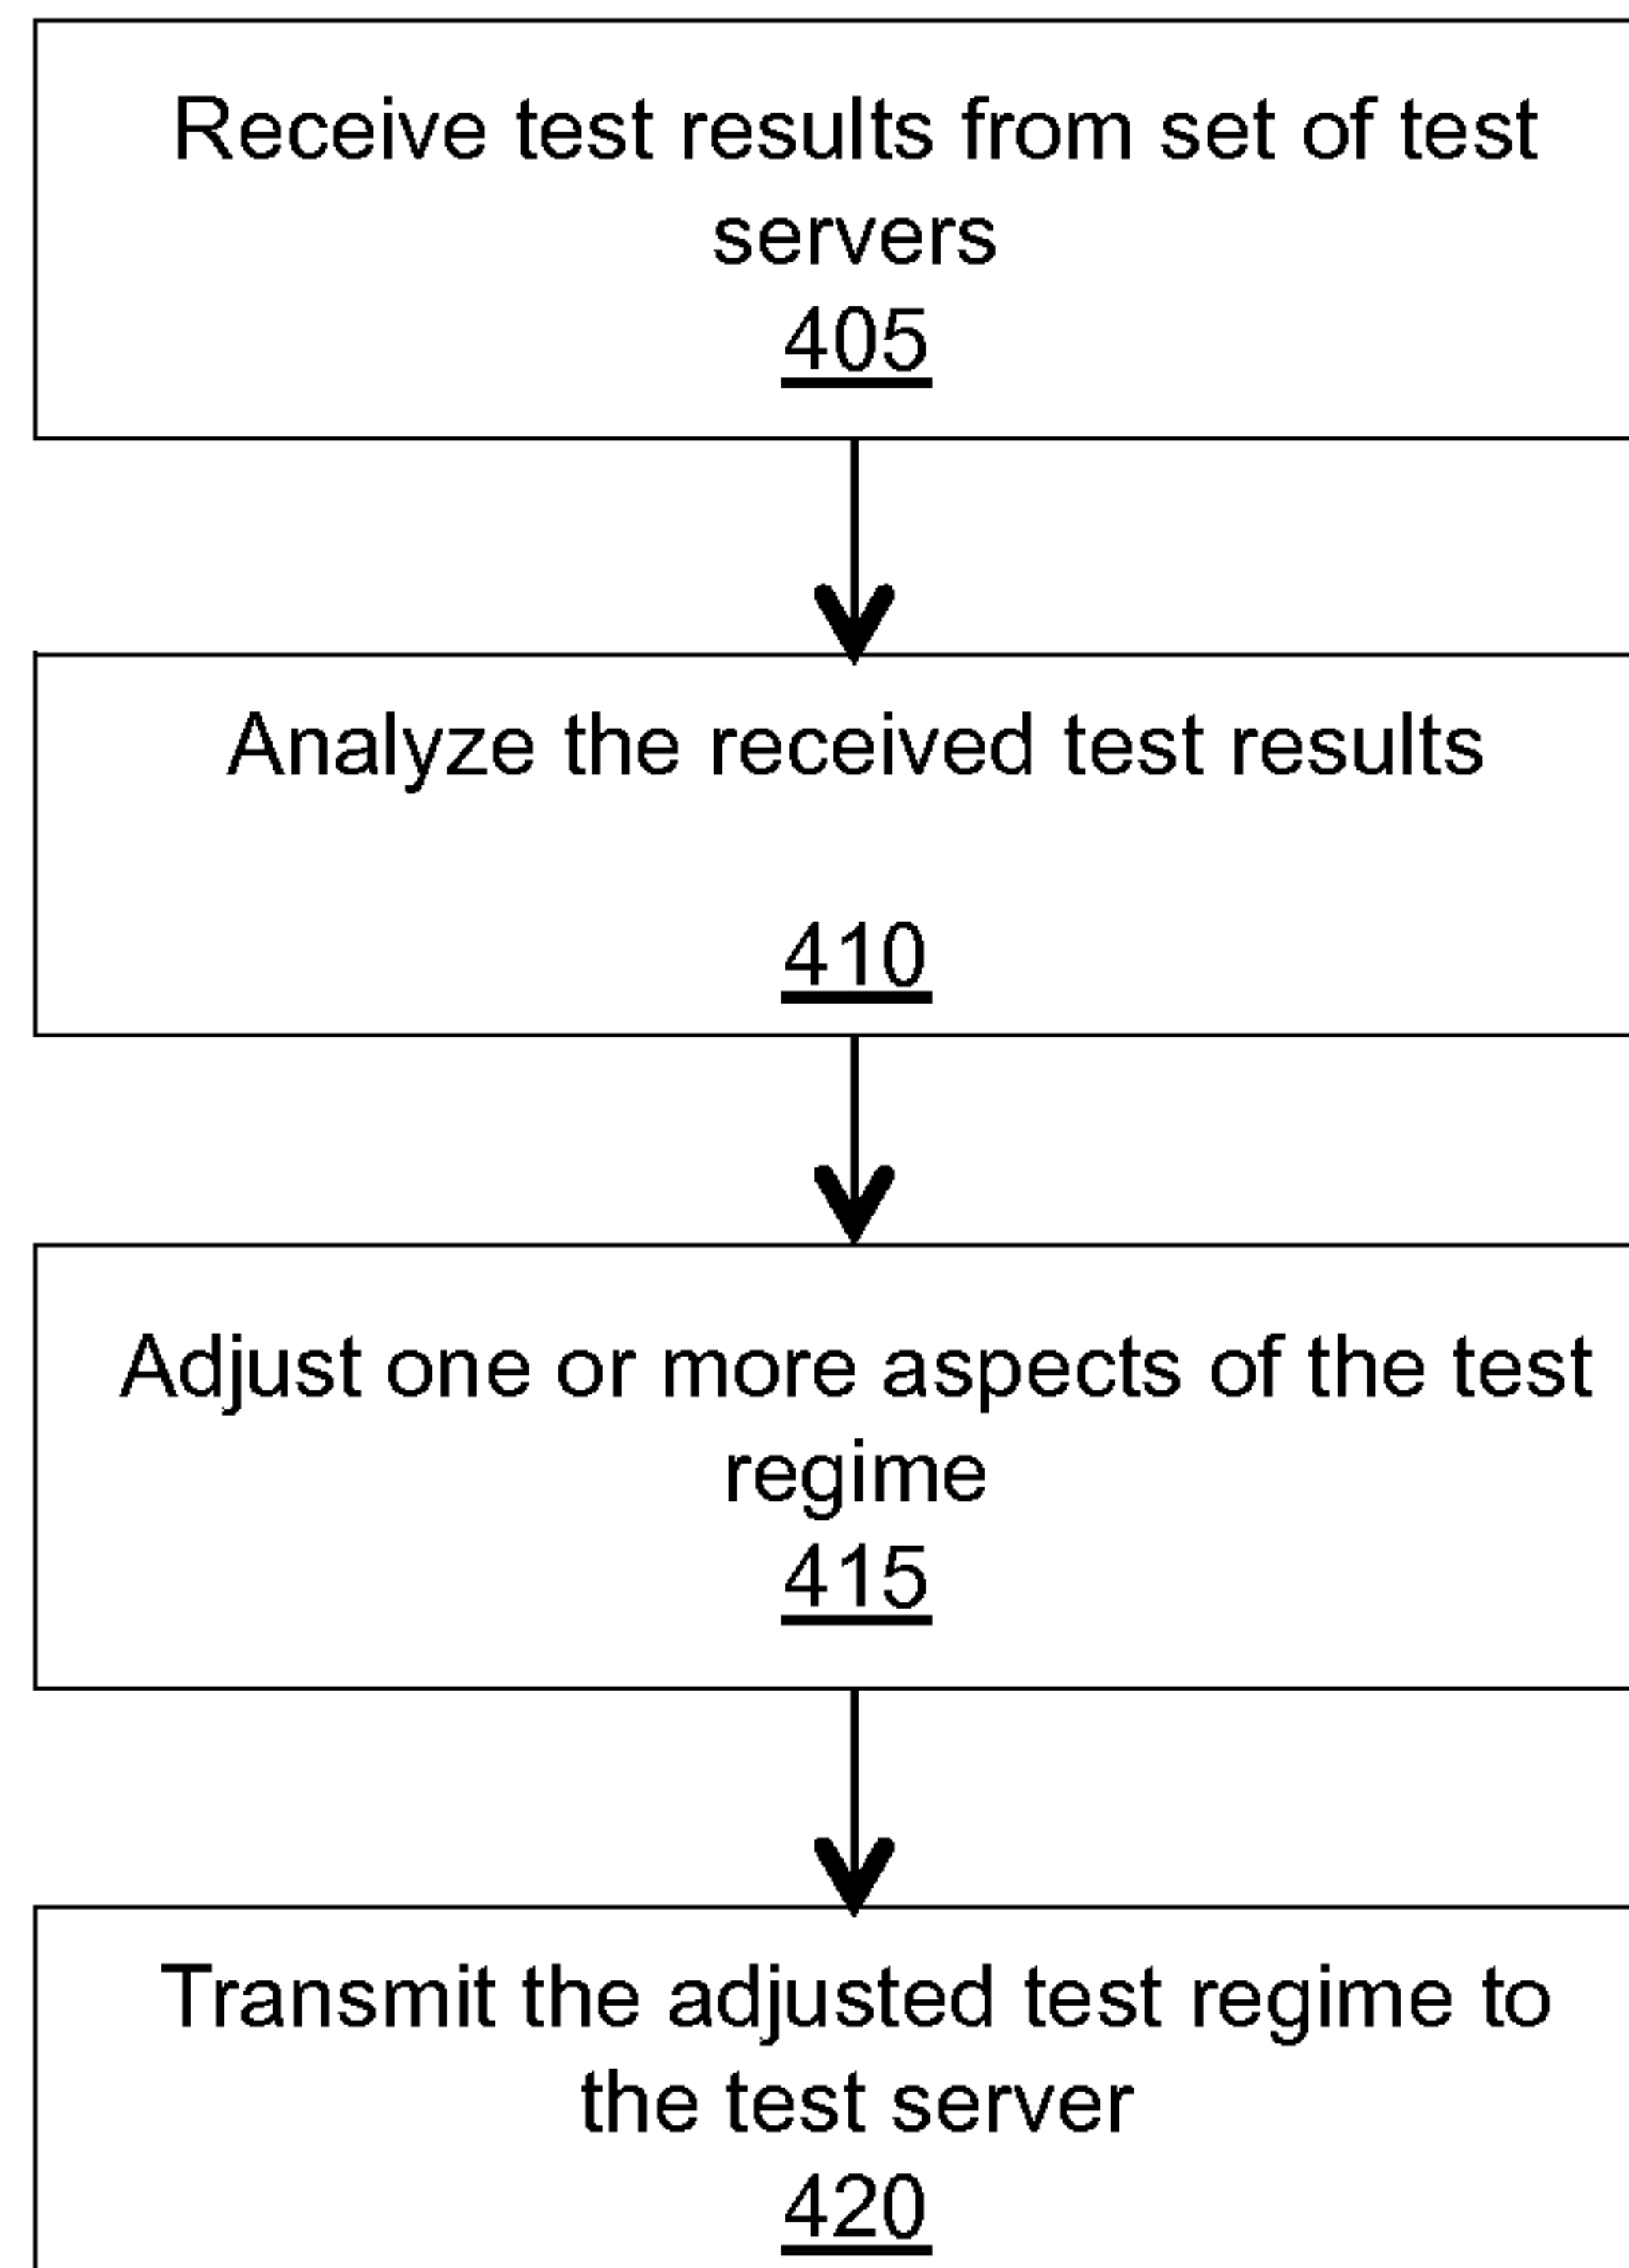 Receive test results from set of test
servers
405
Analyze the received test results
410
Adjust one or more aspects of the test
regime
415
Transmit the adjusted test regime to
the test server
420